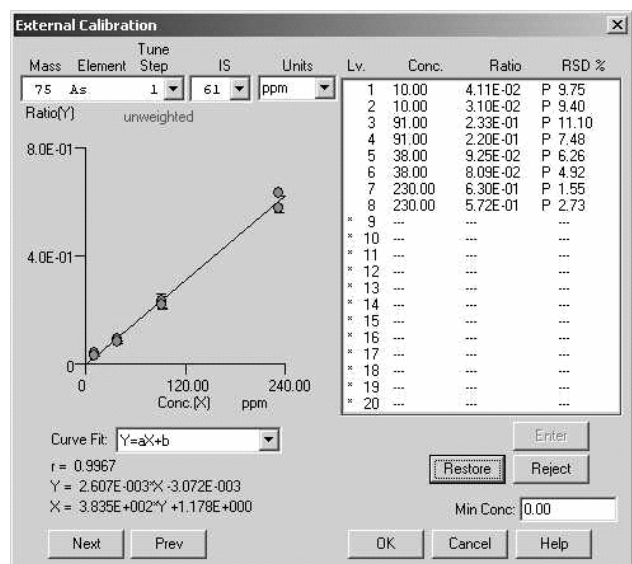 External Calibration
Tune
Mass Element Step IS Units
75 As 1 61 ppm
Ratio(Y) unweighted
8.0E-01
4.0E-01
0
0 120.00 240.00
Conc.(X) ppm
Lv. Conc. Ratio RSD %
1 10.00 4.11E-02 P 9.75
2 10.00 3.10E-02 P 9.40
3 91.00 2.33E-01 P 11.10
4 91.00 2.20E-01 P 7.48
5 38.00 9.25E-02 P 6.26
6 38.00 8.09E-02 P 4.92
7 230.00 6.30E-01 P 1.55
8 230.00 5.72E-01 P 2.73
* 9 --- --- ---
* 10 --- --- ---
* 11 --- --- ---
* 12 --- --- ---
* 13 --- --- ---
* 14 --- --- ---
* 15 --- --- ---
* 16 --- --- ---
* 17 --- --- ---
* 18 --- --- ---
* 19 --- --- ---
* 20 --- --- ---
Curve Fit: Y=aX+b
r = 0.9967
Y = 2.607E-003*X -3.072E-003
X = 3.835E+002*Y +1.178E+000
Enter
Restore Reject
Min Conc: 0.00
Next Prev OK Cancel Help